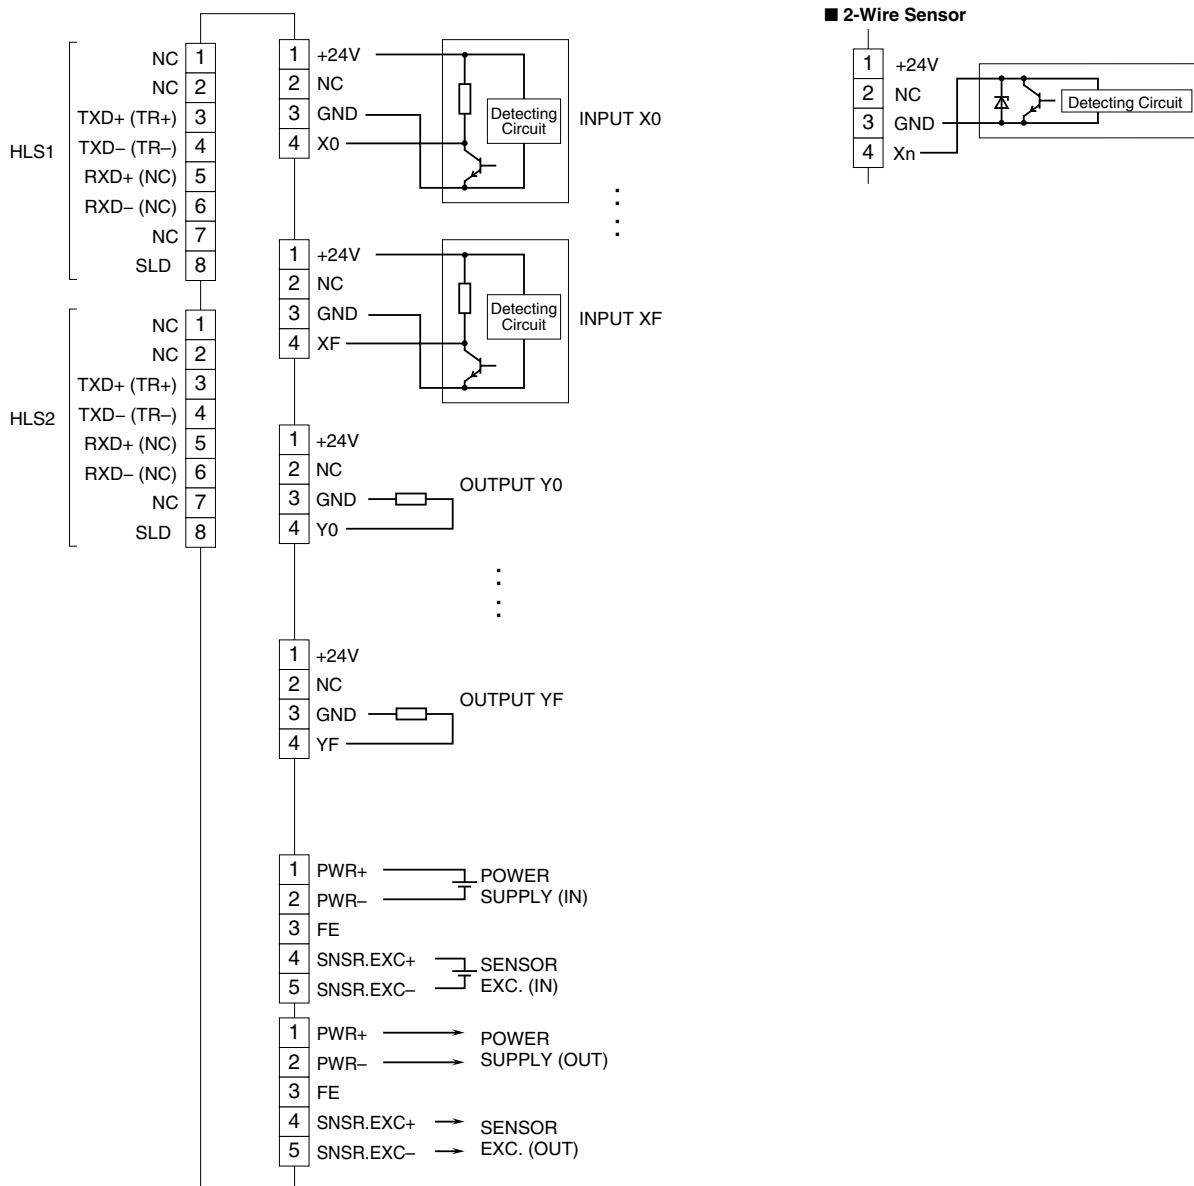 HLS1
NC 1
NC 2
TXD+ (TR+) 3
TXD– (TR–) 4
RXD+ (NC) 5
RXD– (NC) 6
NC 7
SLD 8
HLS2
NC 1
NC 2
TXD+ (TR+) 3
TXD– (TR–) 4
RXD+ (NC) 5
RXD– (NC) 6
NC 7
SLD 8
1 +24V
2 NC
3 GND
4 X0
Detecting
Circuit
INPUT X0
1 +24V
2 NC
3 GND
4 XF
Detecting
Circuit
INPUT XF
1 +24V
2 NC
3 GND
4 Y0
OUTPUT Y0
1 +24V
2 NC
3 GND
4 YF
OUTPUT YF
1 PWR+
2 PWR–
3 FE
4 SNSR.EXC+
5 SNSR.EXC–
POWER
SUPPLY (IN)
SENSOR
EXC. (IN)
1 PWR+
2 PWR–
3 FE
4 SNSR.EXC+
5 SNSR.EXC–
POWER
SUPPLY (OUT)
SENSOR
EXC. (OUT)
■ 2-Wire Sensor
1 +24V
2 NC
3 GND
4 Xn
Detecting Circuit